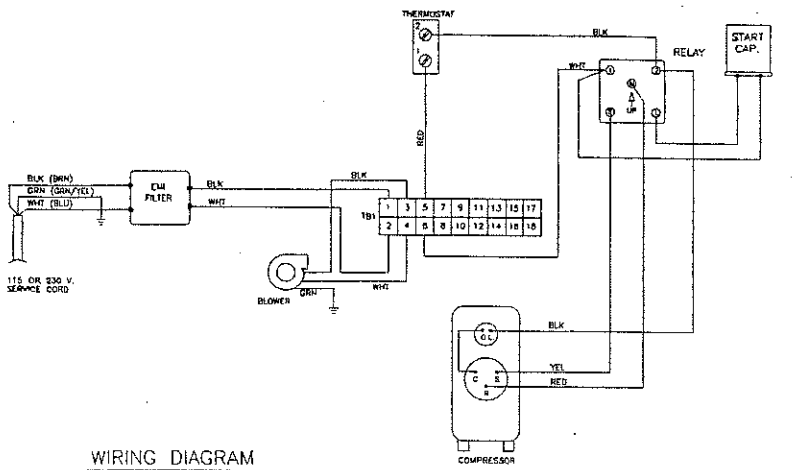 THERMOSTAT
2
1
BLK
RELAY
START
CAP.
WHT
1
2
M
UP
S
L
RED
BLK (BRN)
GRN (GRN/YEL)
WHT (BLU)
EMI
FILTER
BLK
WHT
BLK
TB1
1 3 5 7 9 11 13 15 17
2 4 6 8 10 12 14 16 18
115 OR 230 V.
SERVICE CORD
BLOWER
GRN
WHT
BLK
O.L.
YEL
RED
C
S
R
COMPRESSOR
WIRING DIAGRAM